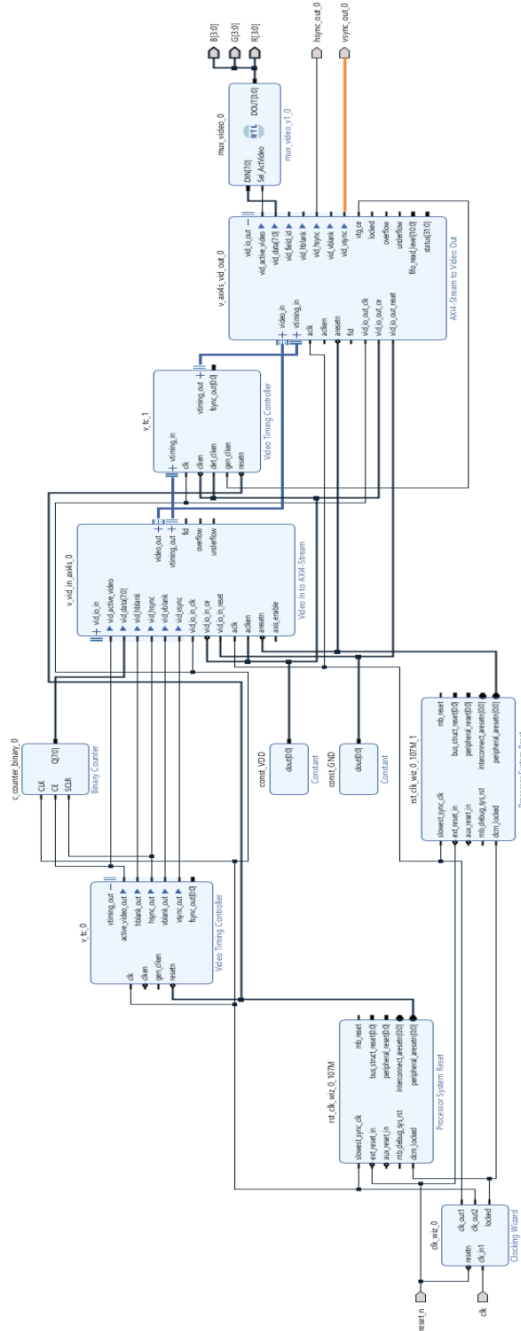 reset_n
clk
clk_wiz_0
resetn
clk_in1
clk_out1
clk_out2
locked
Clocking Wizard
rst_clk_wiz_0_107M
slowest_sync_clk
ext_reset_in
aux_reset_in
mb_debug_sys_rst
dcm_locked
mb_reset
bus_struct_reset[0:0]
peripheral_reset[0:0]
interconnect_aresetn[0:0]
peripheral_aresetn[0:0]
Processor System Reset
v_tc_0
clk
clken
gen_clken
resetn
vtiming_out
active_video_out
hblank_out
hsync_out
vblank_out
vsync_out
fsync_out[0:0]
Video Timing Controller
c_counter_binary_0
CLK
CE
SCLR
Q[7:0]
Binary Counter
const_VDD
dout[0:0]
Constant
const_GND
dout[0:0]
Constant
rst_clk_wiz_0_107M_1
slowest_sync_clk
ext_reset_in
aux_reset_in
mb_debug_sys_rst
dcm_locked
mb_reset
bus_struct_reset[0:0]
peripheral_reset[0:0]
interconnect_aresetn[0:0]
peripheral_aresetn[0:0]
v_vid_in_axi4s_0
vid_io_in
vid_active_video
vid_data[7:0]
vid_hblank
vid_hsync
vid_vblank
vid_vsync
vid_io_in_clk
vid_io_in_ce
vid_io_in_reset
aclk
aclken
aresetn
axis_enable
video_out
vtiming_out
fid
overflow
underflow
Video In to AXI4-Stream
v_tc_1
vtiming_in
clk
clken
det_clken
gen_clken
resetn
vtiming_out
fsync_out[0:0]
Video Timing Controller
v_axi4s_vid_out_0
video_in
vtiming_in
aclk
aclken
aresetn
fid
vid_io_out_clk
vid_io_out_ce
vid_io_out_reset
vid_io_out
vid_active_video
vid_data[7:0]
vid_field_id
vid_hblank
vid_hsync
vid_vblank
vid_vsync
vtg_ce
locked
overflow
underflow
fifo_read_level[10:0]
status[31:0]
AXI4-Stream to Video Out
mux_video_0
DIN[7:0]
Sel_ActVideo
RTL
DOUT[3:0]
mux_video_v1_0
B[3:0]
G[3:0]
R[3:0]
hsync_out_0
vsync_out_0